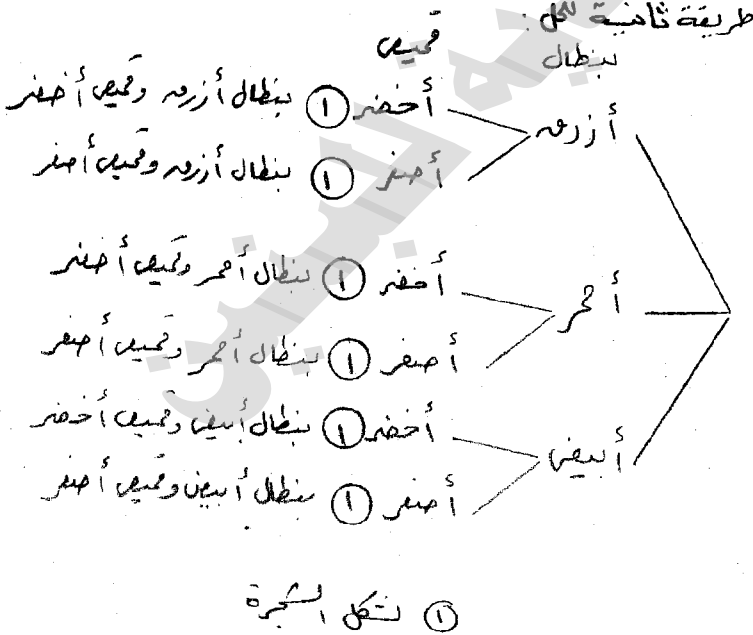 طريقة ثانية للحل :
بنطال قميص
أزرق أخضر ① بنطال أزرق وقميص أخضر
أصفر ① بنطال أزرق وقميص أصفر
أحمر أخضر ① بنطال أحمر وقميص أخضر
أصفر ① بنطال أحمر وقميص أصفر
أبيض أخضر ① بنطال أبيض وقميص أخضر
أصفر ① بنطال أبيض وقميص أصفر
① لشكل الشجرة